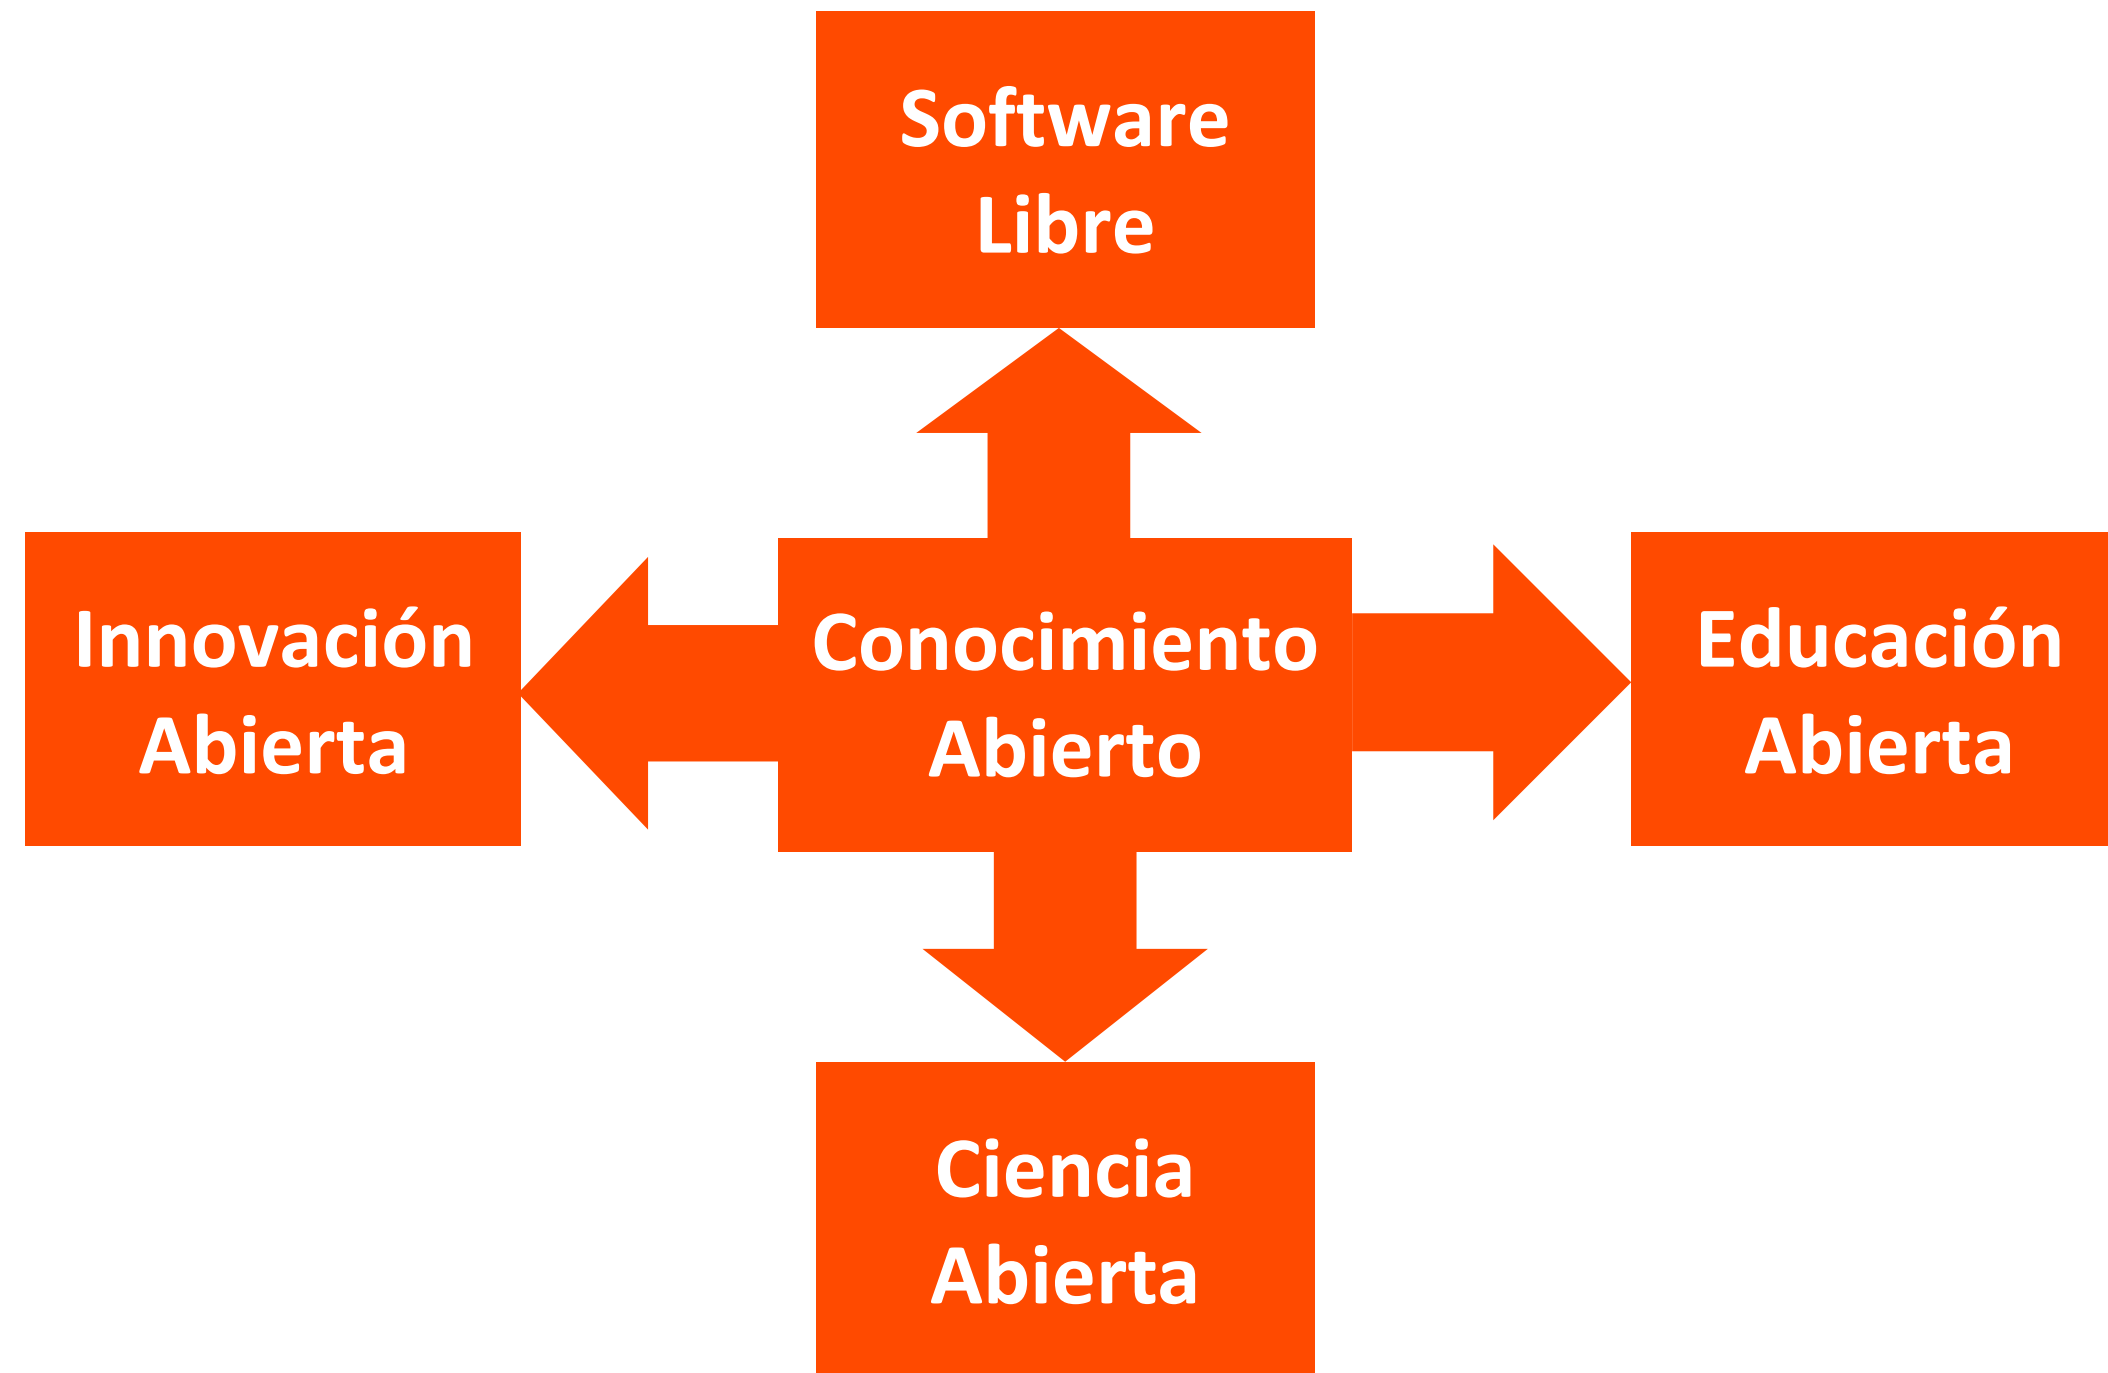 Software
Libre
Innovación
Abierta
Conocimiento
Abierto
Educación
Abierta
Ciencia
Abierta